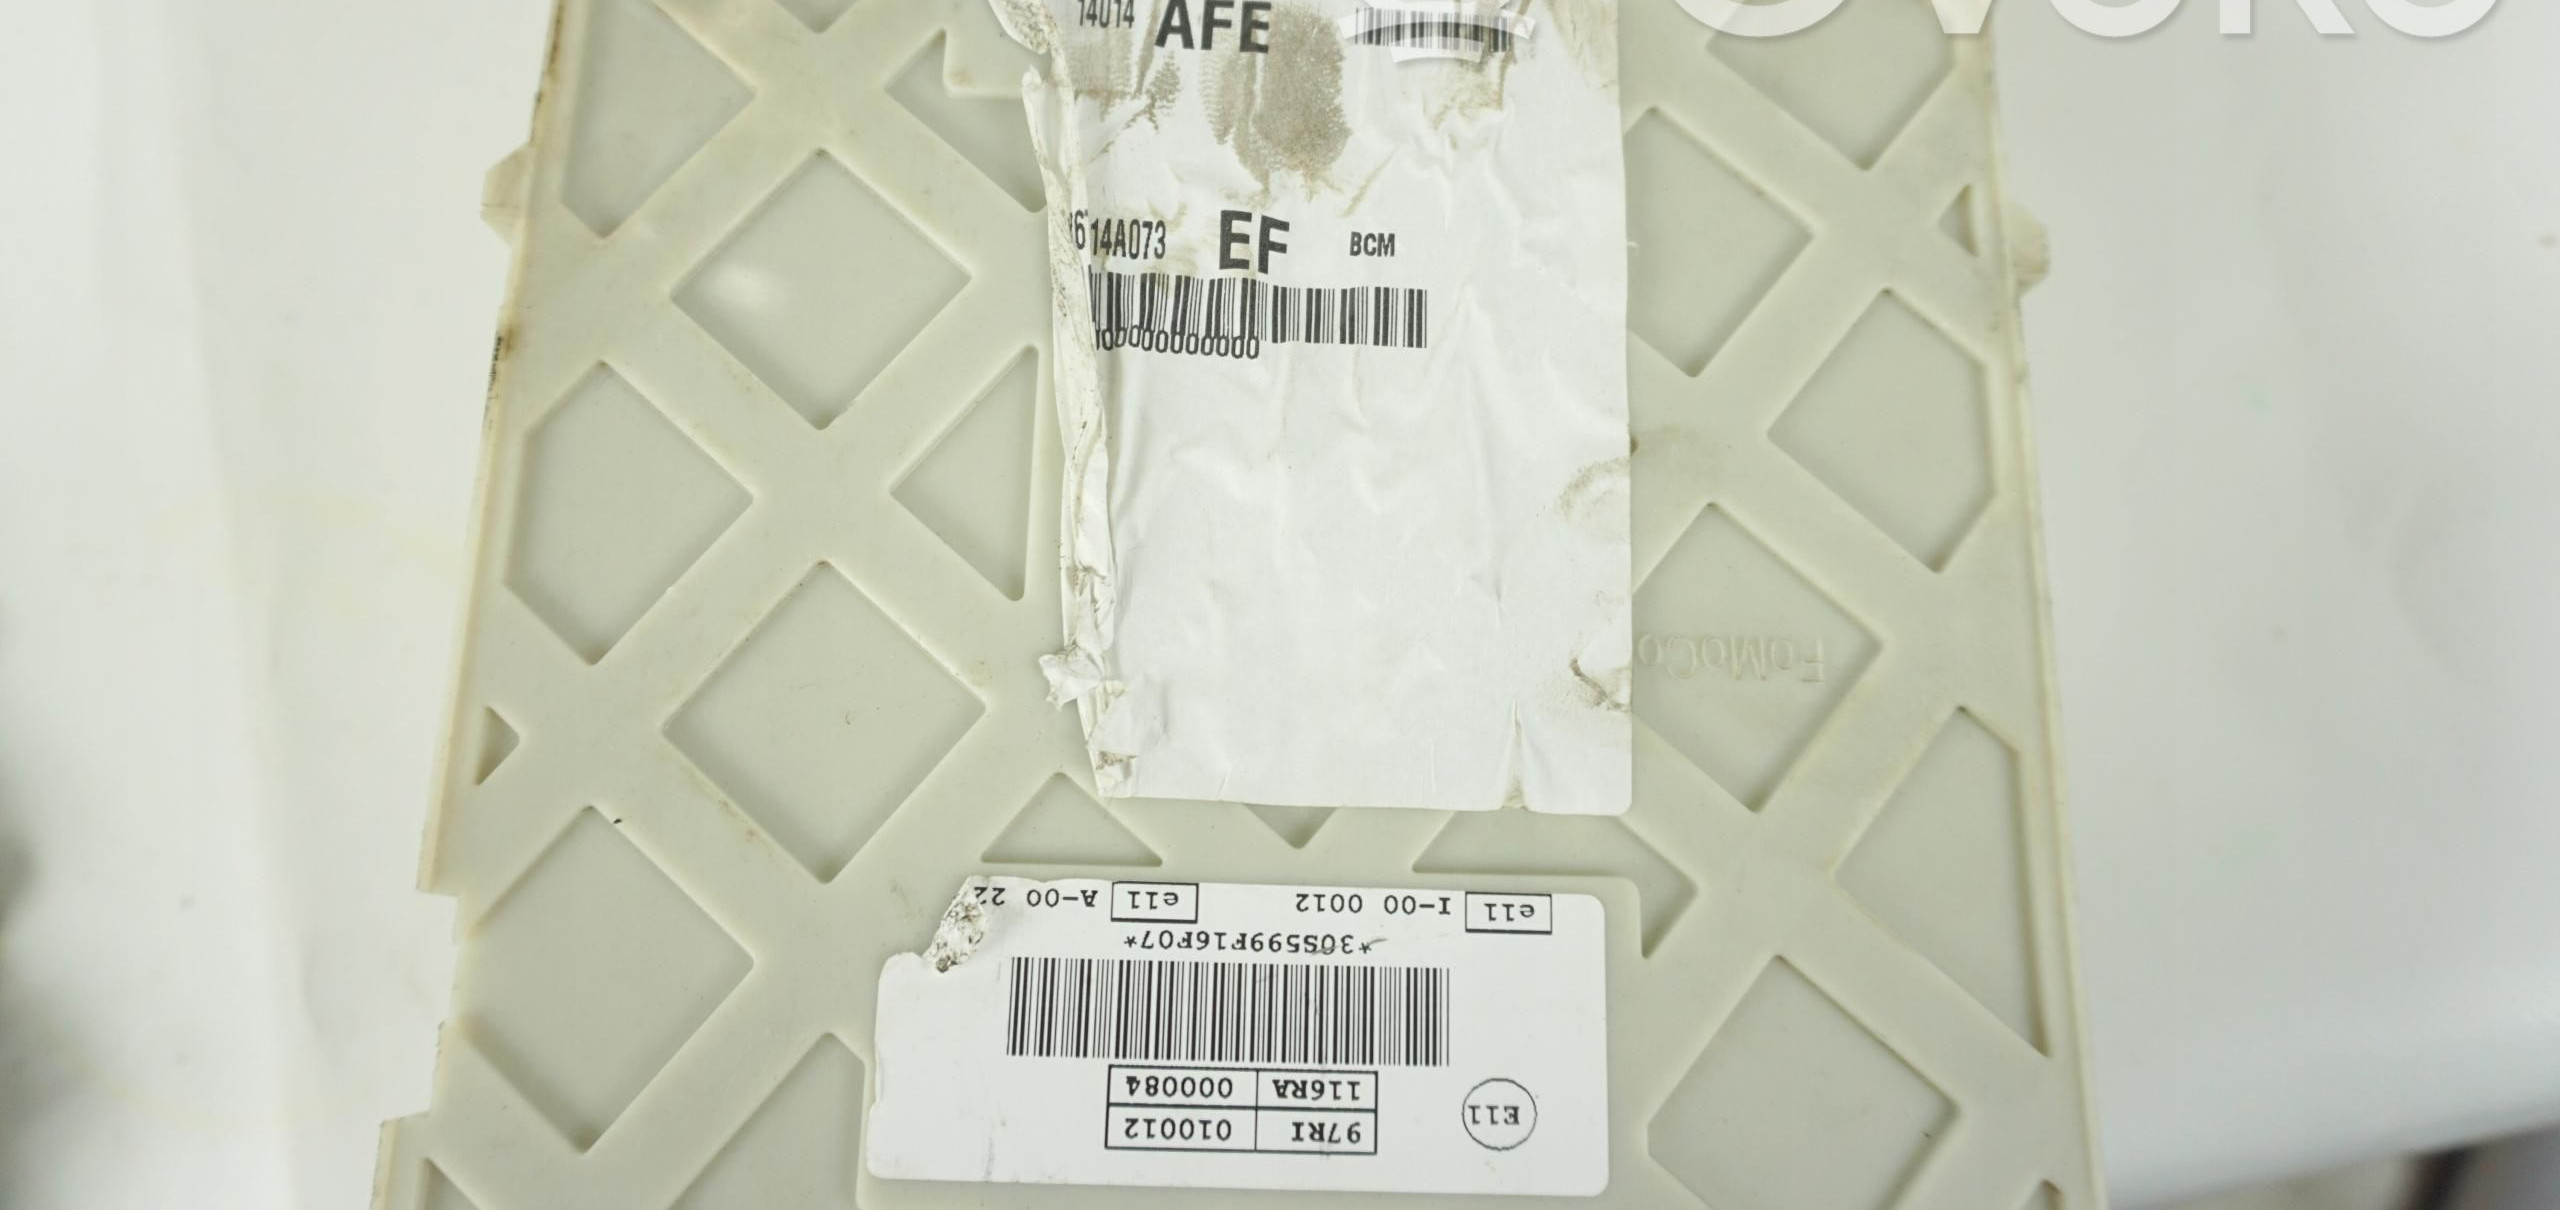 14014 AFE
14A073 EF BCM
0000000000
FoMoCo
e11 I-00 0012 e11 A-00 22
*30S599F16F07*
116RA 000084
97RI 010012
E11